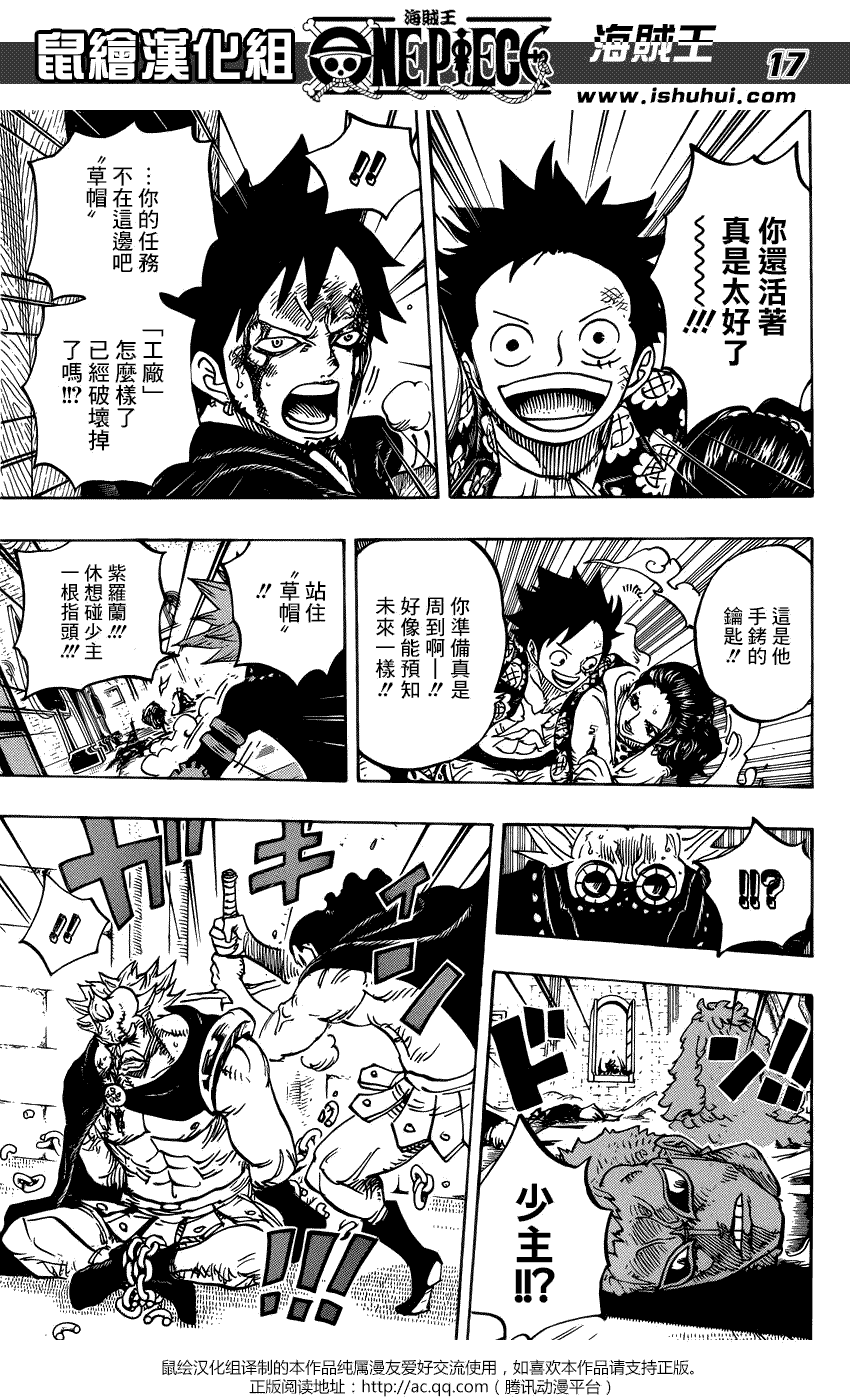 鼠繪漢化組
海賊王
ONE PIECE
海賊王
17
www.ishuhui.com
你還活著
真是太好了
～～～～!!!
!!
…你的任務
不在這邊吧
〝草帽〞
「工廠」
怎麼樣了
已經破壞掉
了嗎!!?
這是他
手銬的
鑰匙!!
你準備真是
周到啊—!!
好像能預知
未來一樣!!
站住
〝草帽〞
!!
紫羅蘭!!!
休想碰少主
一根指頭!!!
!!?
ガキィ
!!
!!!
ドン!!
少主
!!?
鼠绘汉化组译制的本作品纯属漫友爱好交流使用，如喜欢本作品请支持正版。
正版阅读地址：http://ac.qq.com（腾讯动漫平台）